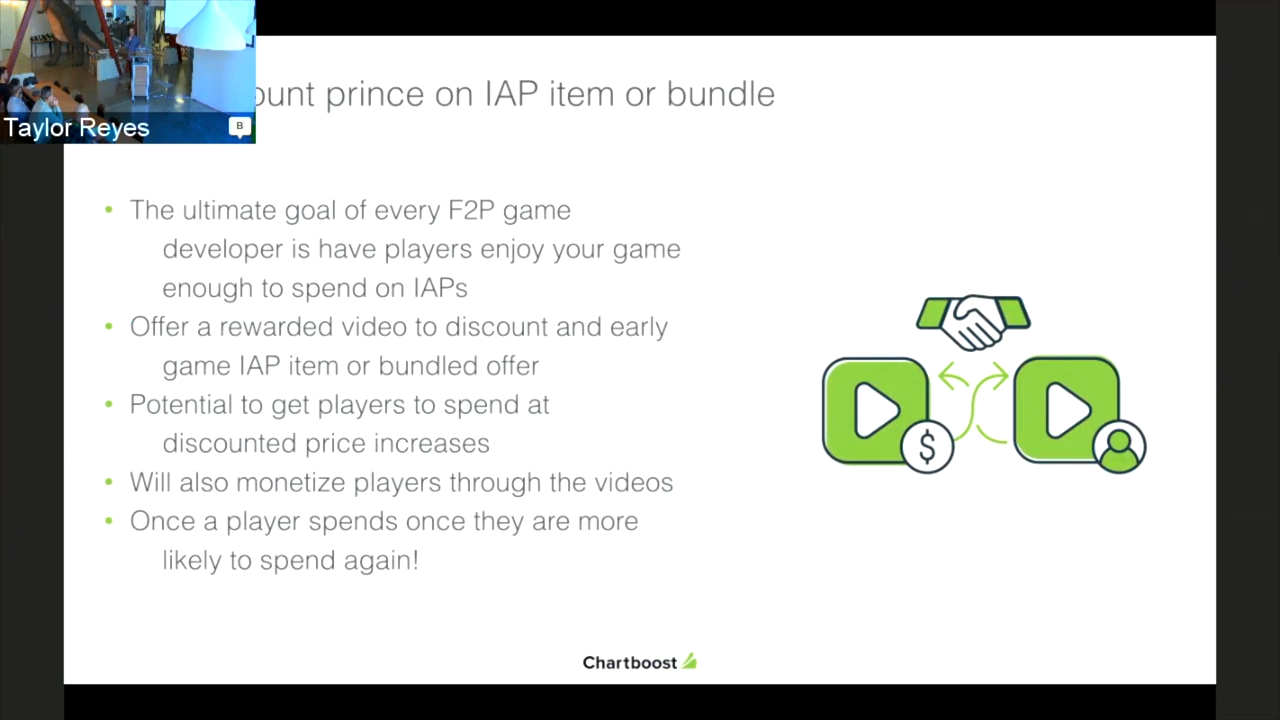 ount prince on IAP item or bundle
Taylor Reyes
B
• The ultimate goal of every F2P game
developer is have players enjoy your game
enough to spend on IAPs
• Offer a rewarded video to discount and early
game IAP item or bundled offer
• Potential to get players to spend at
discounted price increases
• Will also monetize players through the videos
• Once a player spends once they are more
likely to spend again!
$
Chartboost